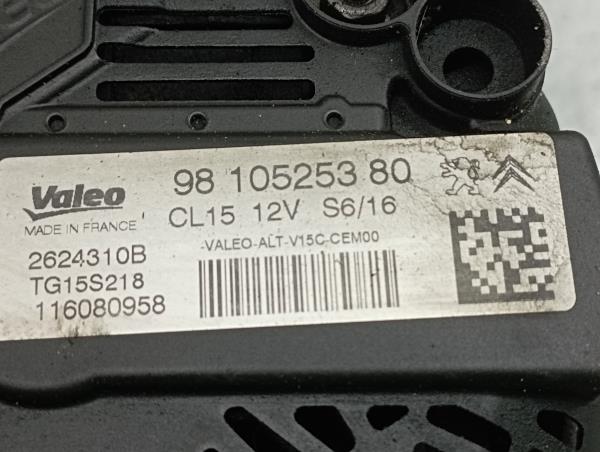 Valeo
MADE IN FRANCE
98 105253 80
CL15 12V S6/16
-VALEO-ALT-V15C-CEM00
2624310B
TG15S218
116080958